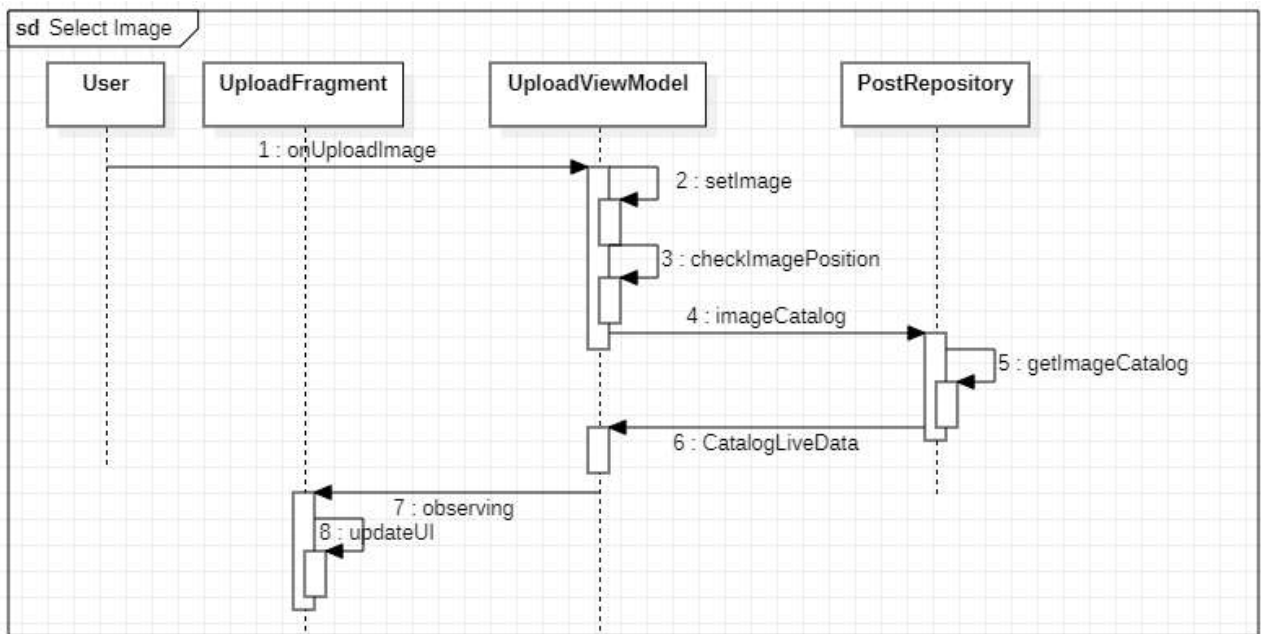 sd Select Image
User
UploadFragment
UploadViewModel
PostRepository
1 : onUploadImage
2 : setImage
3 : checkImagePosition
4 : imageCatalog
5 : getImageCatalog
6 : CatalogLiveData
7 : observing
8 : updateUI